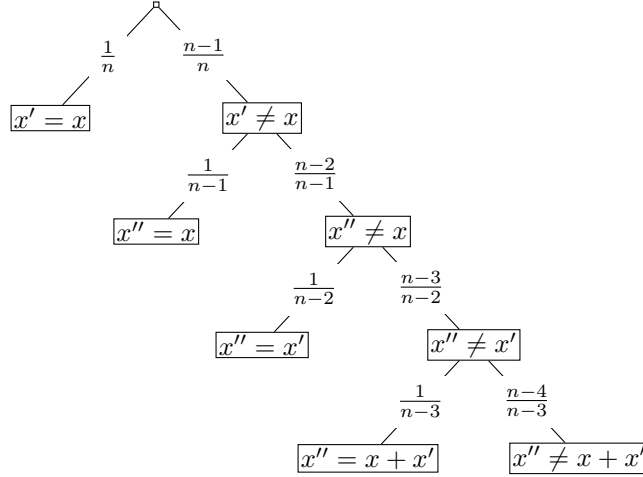 1/n n−1/n
x′ = x x′ ≠ x
1/n−1 n−2/n−1
x″ = x x″ ≠ x
1/n−2 n−3/n−2
x″ = x′ x″ ≠ x′
1/n−3 n−4/n−3
x″ = x + x′ x″ ≠ x + x′